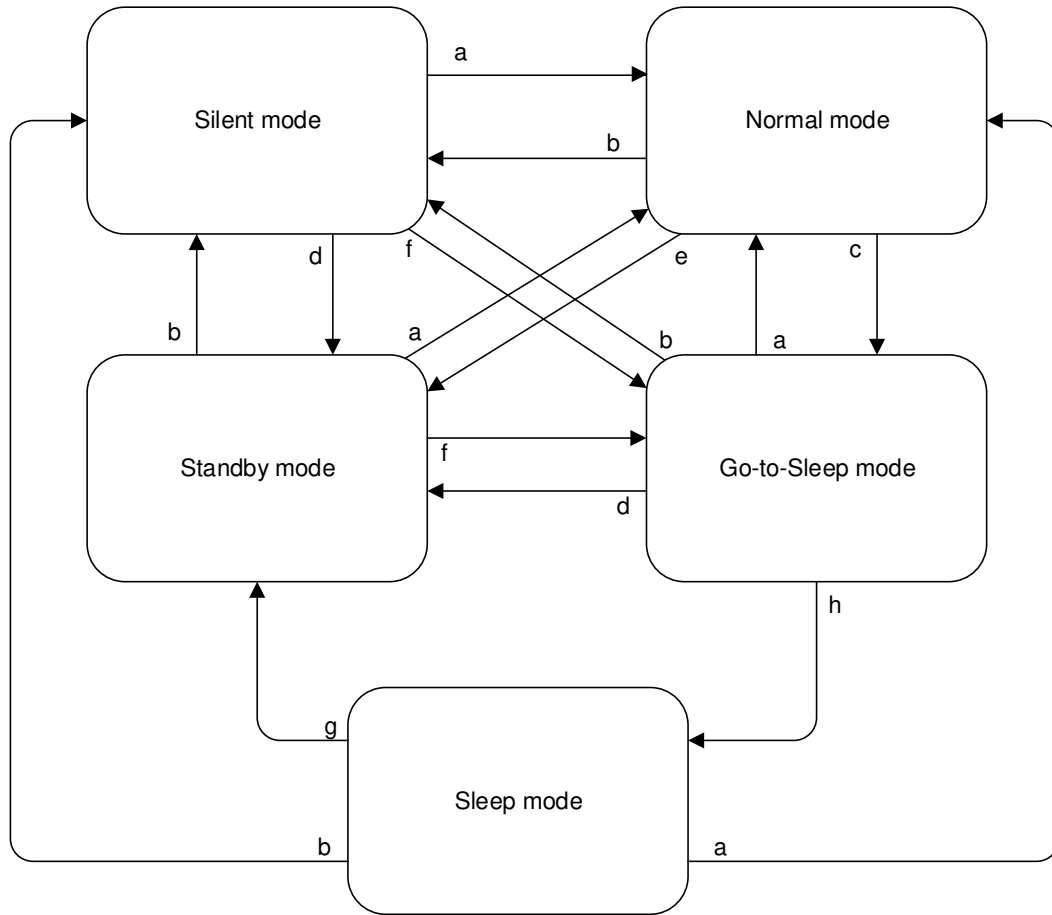 a
Silent mode
Normal mode
b
d
f
e
c
b
a
b
a
Standby mode
f
Go-to-Sleep mode
d
h
g
Sleep mode
b
a